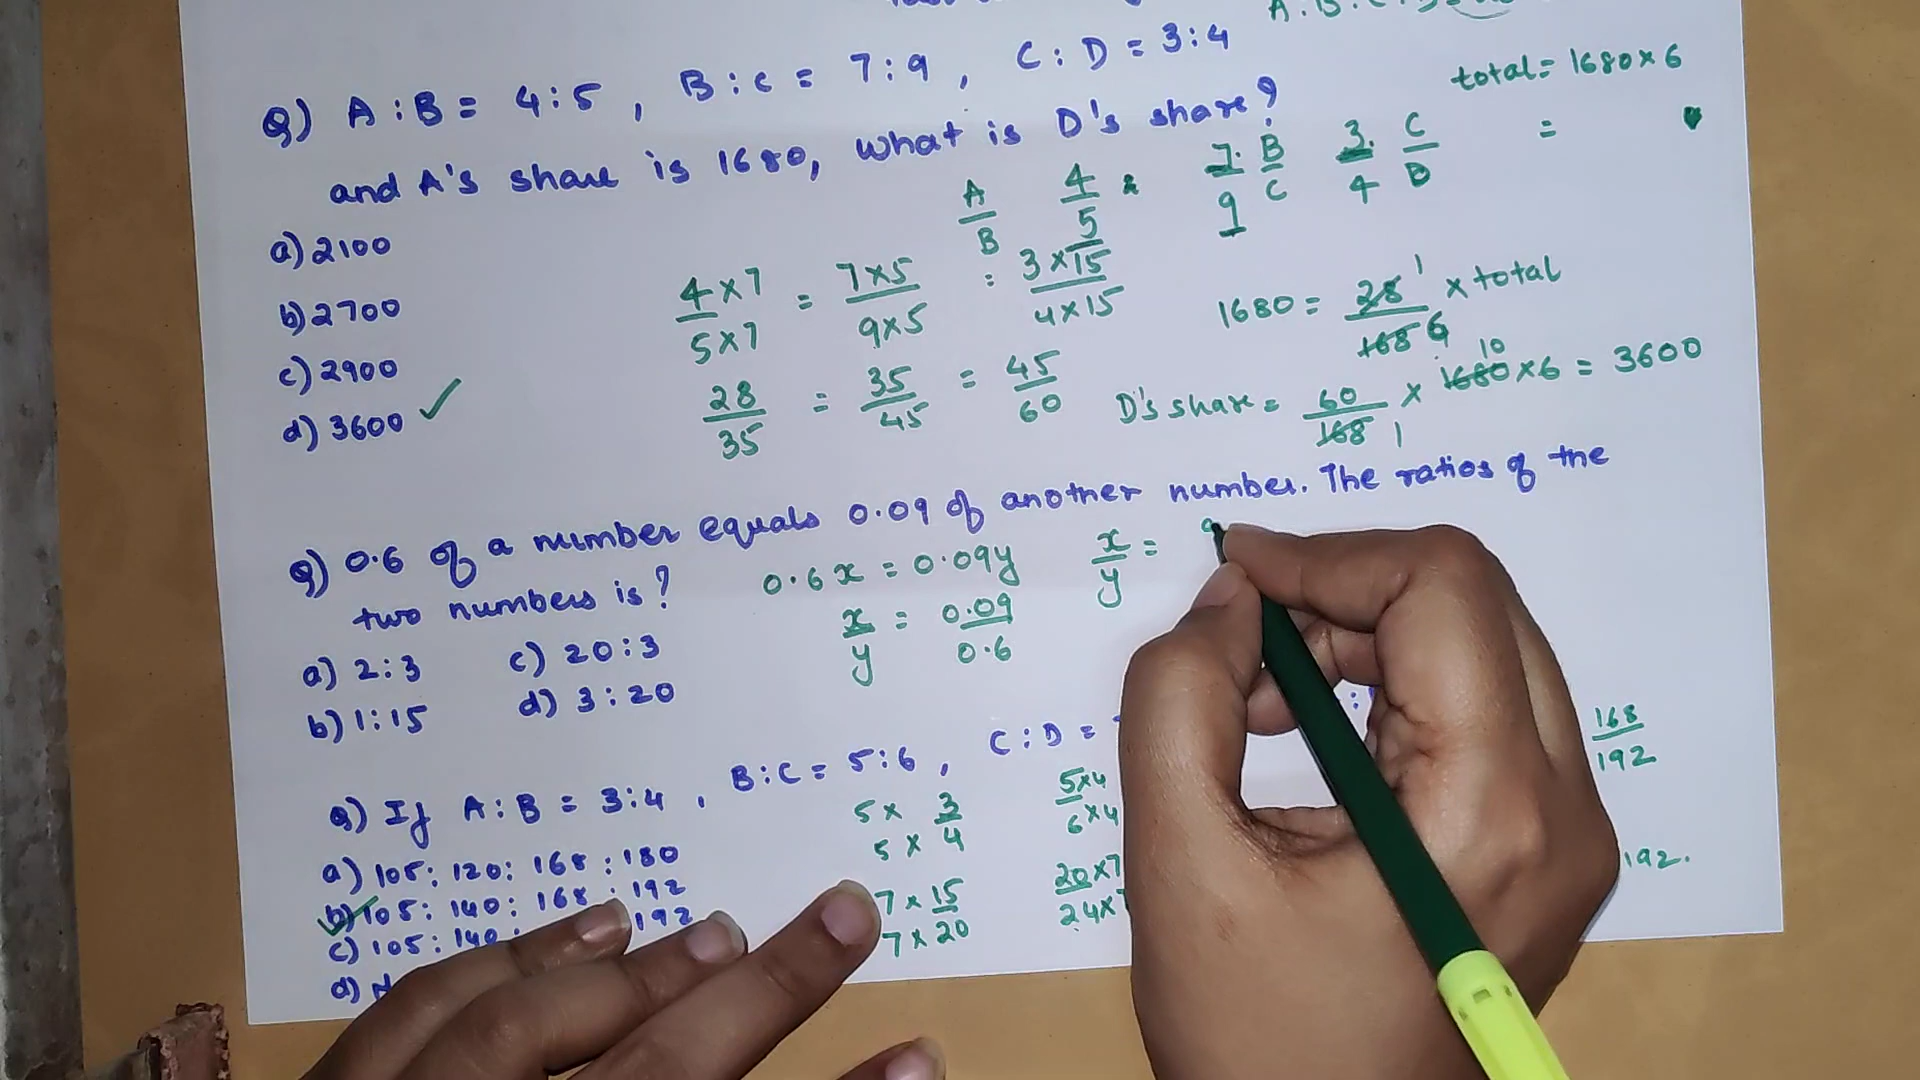 Q) A:B = 4:5, B:C = 7:9, C:D = 3:4
and A's share is 1680, what is D's share?
total = 1680×6
=
a) 2100
b) 2700
c) 2900
d) 3600 ✓
A/B 4/5 7/9 B/C 3/4 C/D
4×7/5×7 = 7×5/9×5 : 3×15/4×15
28/35 = 35/45 = 45/60
1680 = 28/168 × total
1 6
D's share = 60/168 × 1680×6 = 3600
10 1
Q) 0.6 of a number equals 0.09 of another number. The ratios of the
two numbers is?
0.6x = 0.09y
x/y = 0.09/0.6
x/y =
a) 2:3
b) 1:15
c) 20:3
d) 3:20
Q) If A:B = 3:4, B:C = 5:6, C:D =
a) 105:120:168:180
b) 105:140:168:192
c) 105:140: 192
d)
5×3/5×4
5×4/6×4
7×15/7×20
20×7
24×
168/192
192.